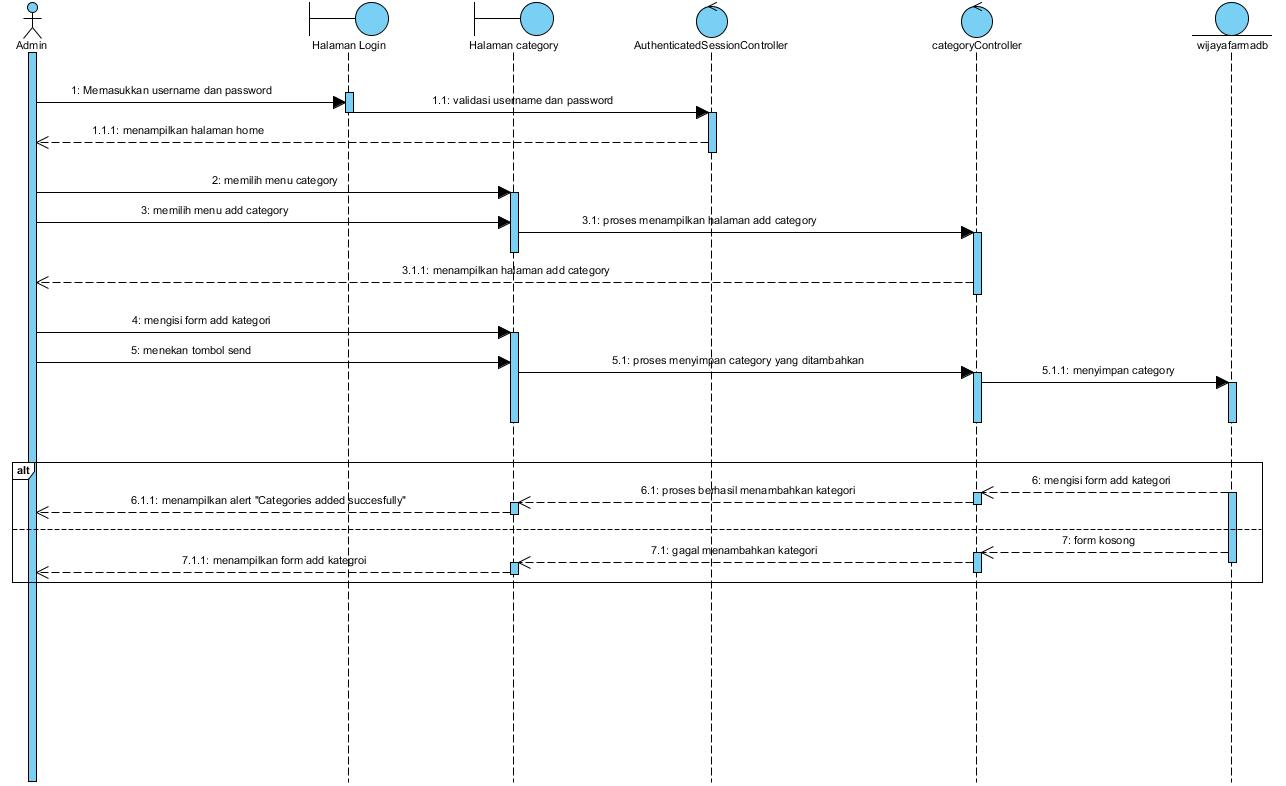 Admin
Halaman Login
Halaman category
AuthenticatedSessionController
categoryController
wijayafarmadb
1: Memasukkan username dan password
1.1: validasi username dan password
1.1.1: menampilkan halaman home
2: memilih menu category
3: memilih menu add category
3.1: proses menampilkan halaman add category
3.1.1: menampilkan halaman add category
4: mengisi form add kategori
5: menekan tombol send
5.1: proses menyimpan category yang ditambahkan
5.1.1: menyimpan category
alt
6: mengisi form add kategori
6.1: proses berhasil menambahkan kategori
6.1.1: menampilkan alert "Categories added succesfully"
7: form kosong
7.1: gagal menambahkan kategori
7.1.1: menampilkan form add kategroi